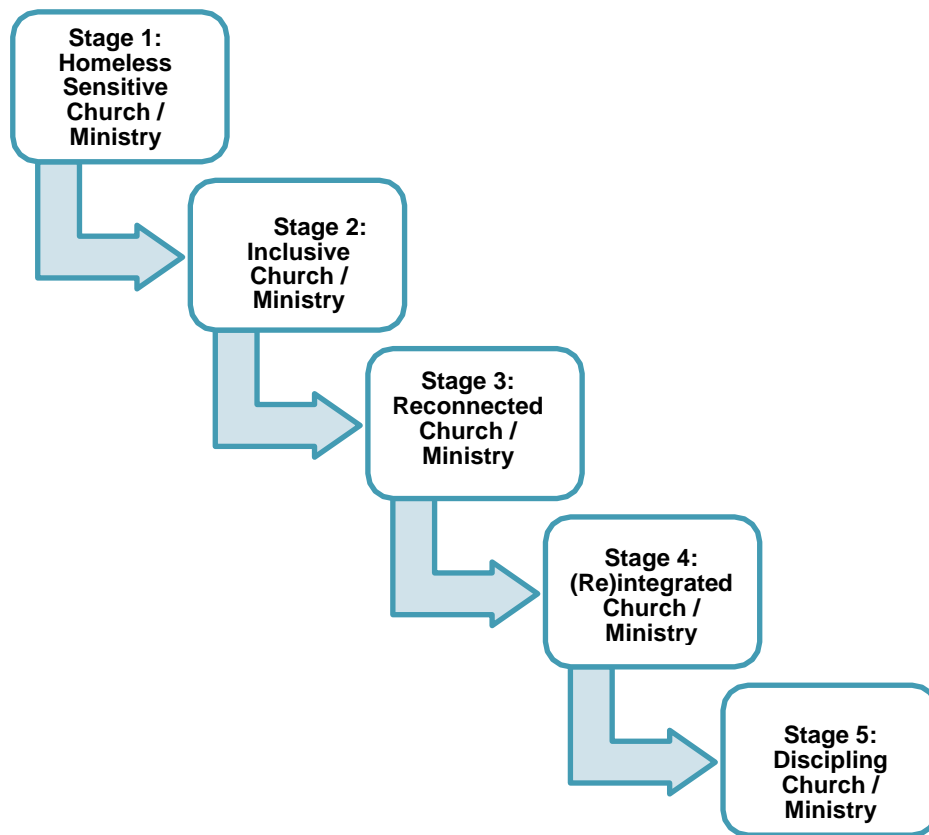 Stage 1:
Homeless
Sensitive
Church /
Ministry
Stage 2:
Inclusive
Church /
Ministry
Stage 3:
Reconnected
Church /
Ministry
Stage 4:
(Re)integrated
Church /
Ministry
Stage 5:
Discipling
Church /
Ministry